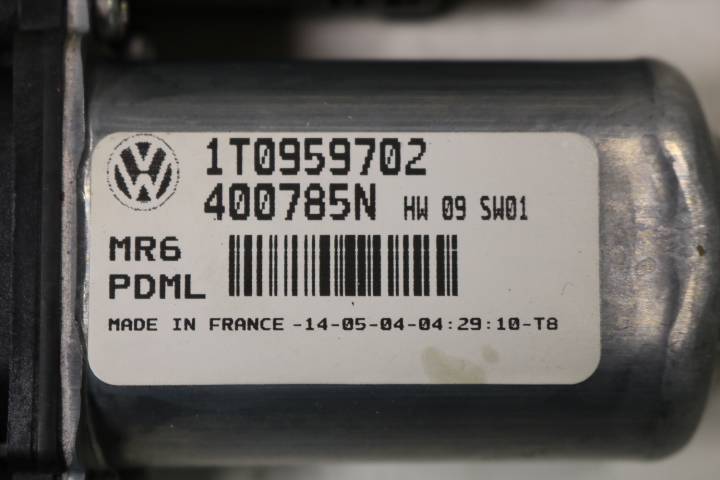 1T0959702
400785N HW 09 SW01
MR6
PDML
MADE IN FRANCE -14-05-04-04:29:10-T8